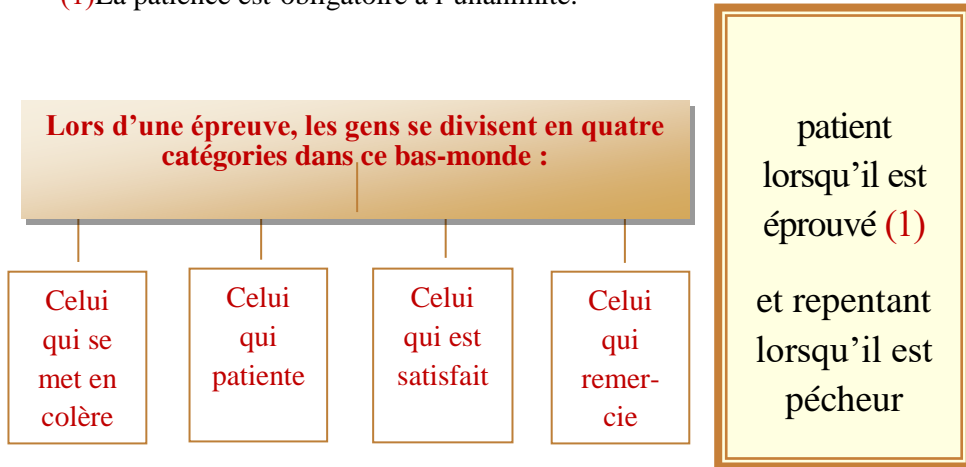 (1)La patience est obligatoire à l'unanimité.
Lors d'une épreuve, les gens se divisent en quatre
catégories dans ce bas-monde :
Celui
qui se
met en
colère
Celui
qui
patiente
Celui
qui est
satisfait
Celui
qui
remer-
cie
patient
lorsqu'il est
éprouvé (1)
et repentant
lorsqu'il est
pécheur